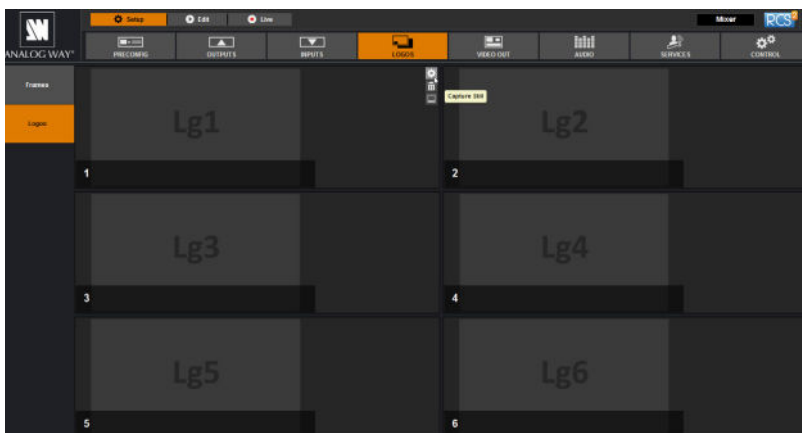 Setup
Edit
Live
Mixer
RCS²
ANALOG WAY®
PRECONFIG
OUTPUTS
INPUTS
LOGOS
VIDEO OUT
AUDIO
SERVICES
CONTROL
Frames
Logos
Capture Still
Lg1
1
Lg2
2
Lg3
3
Lg4
4
Lg5
5
Lg6
6